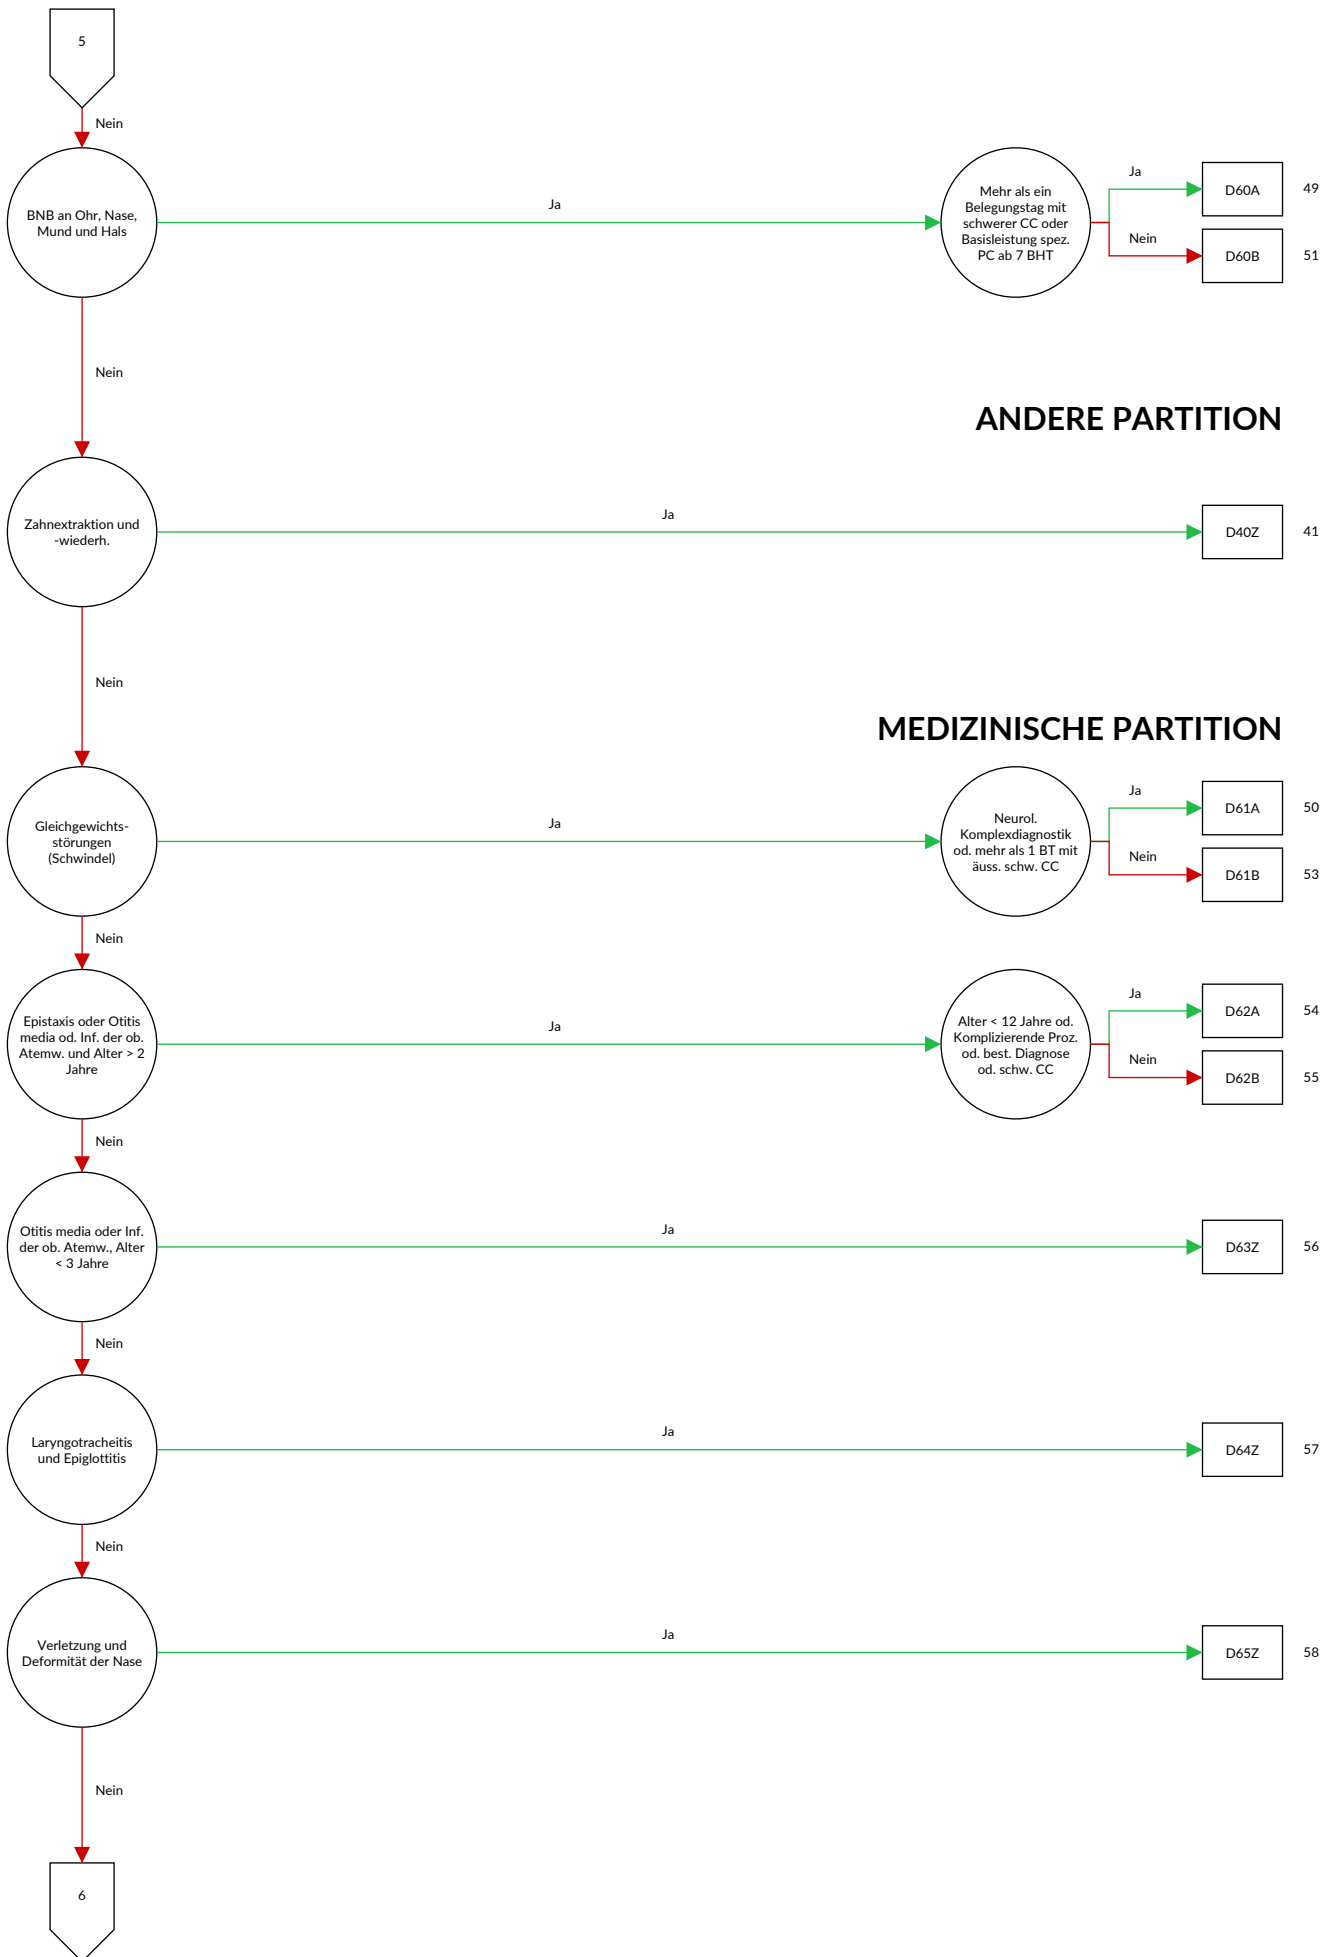 5
Nein
BNB an Ohr, Nase,
Mund und Hals
Ja
Mehr als ein
Belegungstag mit
schwerer CC oder
Basisleistung spez.
PC ab 7 BHT
Ja
D60A
49
Nein
D60B
51
Nein
ANDERE PARTITION
Zahnextraktion und
-wiederh.
Ja
D40Z
41
Nein
MEDIZINISCHE PARTITION
Gleichgewichts-
störungen
(Schwindel)
Ja
Neurol.
Komplexdiagnostik
od. mehr als 1 BT mit
äuss. schw. CC
Ja
D61A
50
Nein
D61B
53
Nein
Epistaxis oder Otitis
media od. Inf. der ob.
Atemw. und Alter > 2
Jahre
Ja
Alter < 12 Jahre od.
Komplizierende Proz.
od. best. Diagnose
od. schw. CC
Ja
D62A
54
Nein
D62B
55
Nein
Otitis media oder Inf.
der ob. Atemw., Alter
< 3 Jahre
Ja
D63Z
56
Nein
Laryngotracheitis
und Epiglottitis
Ja
D64Z
57
Nein
Verletzung und
Deformität der Nase
Ja
D65Z
58
Nein
6